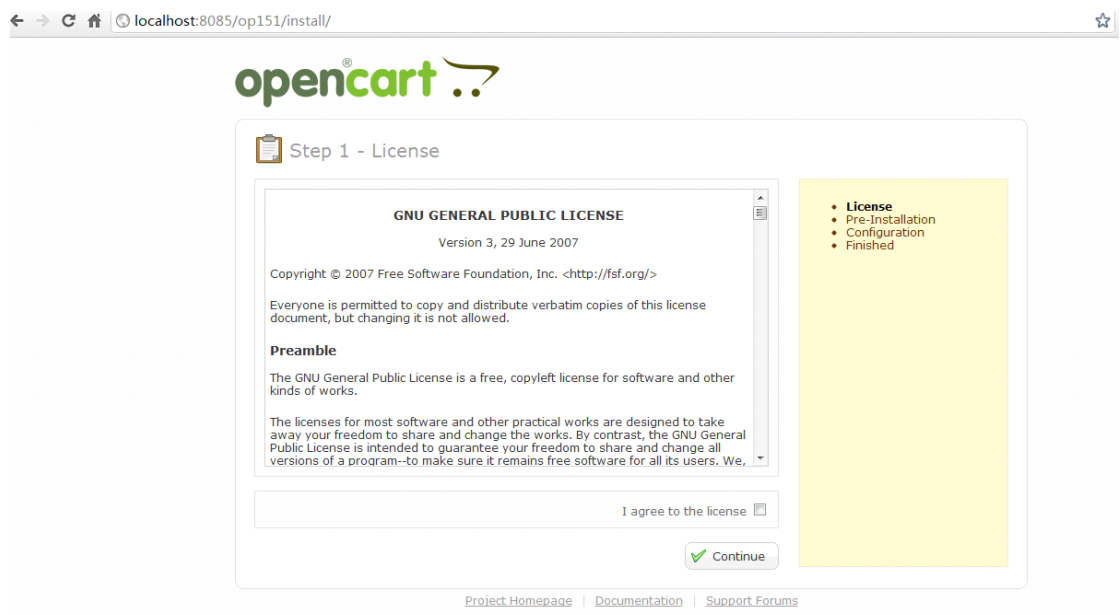 localhost:8085/op151/install/
opencart®
Step 1 - License
GNU GENERAL PUBLIC LICENSE
Version 3, 29 June 2007
Copyright © 2007 Free Software Foundation, Inc. <http://fsf.org/>
Everyone is permitted to copy and distribute verbatim copies of this license
document, but changing it is not allowed.
Preamble
The GNU General Public License is a free, copyleft license for software and other
kinds of works.
The licenses for most software and other practical works are designed to take
away your freedom to share and change the works. By contrast, the GNU General
Public License is intended to guarantee your freedom to share and change all
versions of a program--to make sure it remains free software for all its users. We,
I agree to the license
Continue
License
Pre-Installation
Configuration
Finished
Project Homepage | Documentation | Support Forums